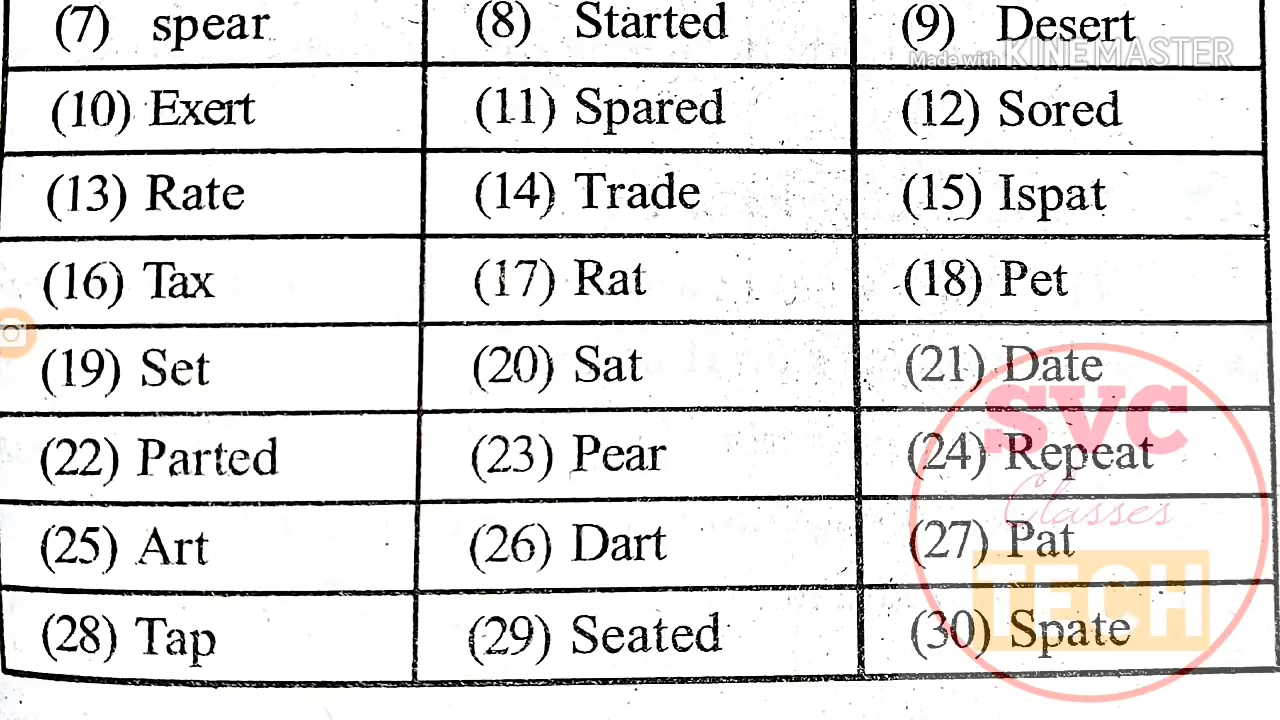 (7) spear (8) Started (9) Desert
Made with KINEMASTER
(10) Exert (11) Spared (12) Sored
(13) Rate (14) Trade (15) Ispat
(16) Tax (17) Rat (18) Pet
(19) Set (20) Sat (21) Date
SVC
(22) Parted (23) Pear (24) Repeat
Classes
(25) Art (26) Dart (27) Pat
TECH
(28) Tap (29) Seated (30) Spate